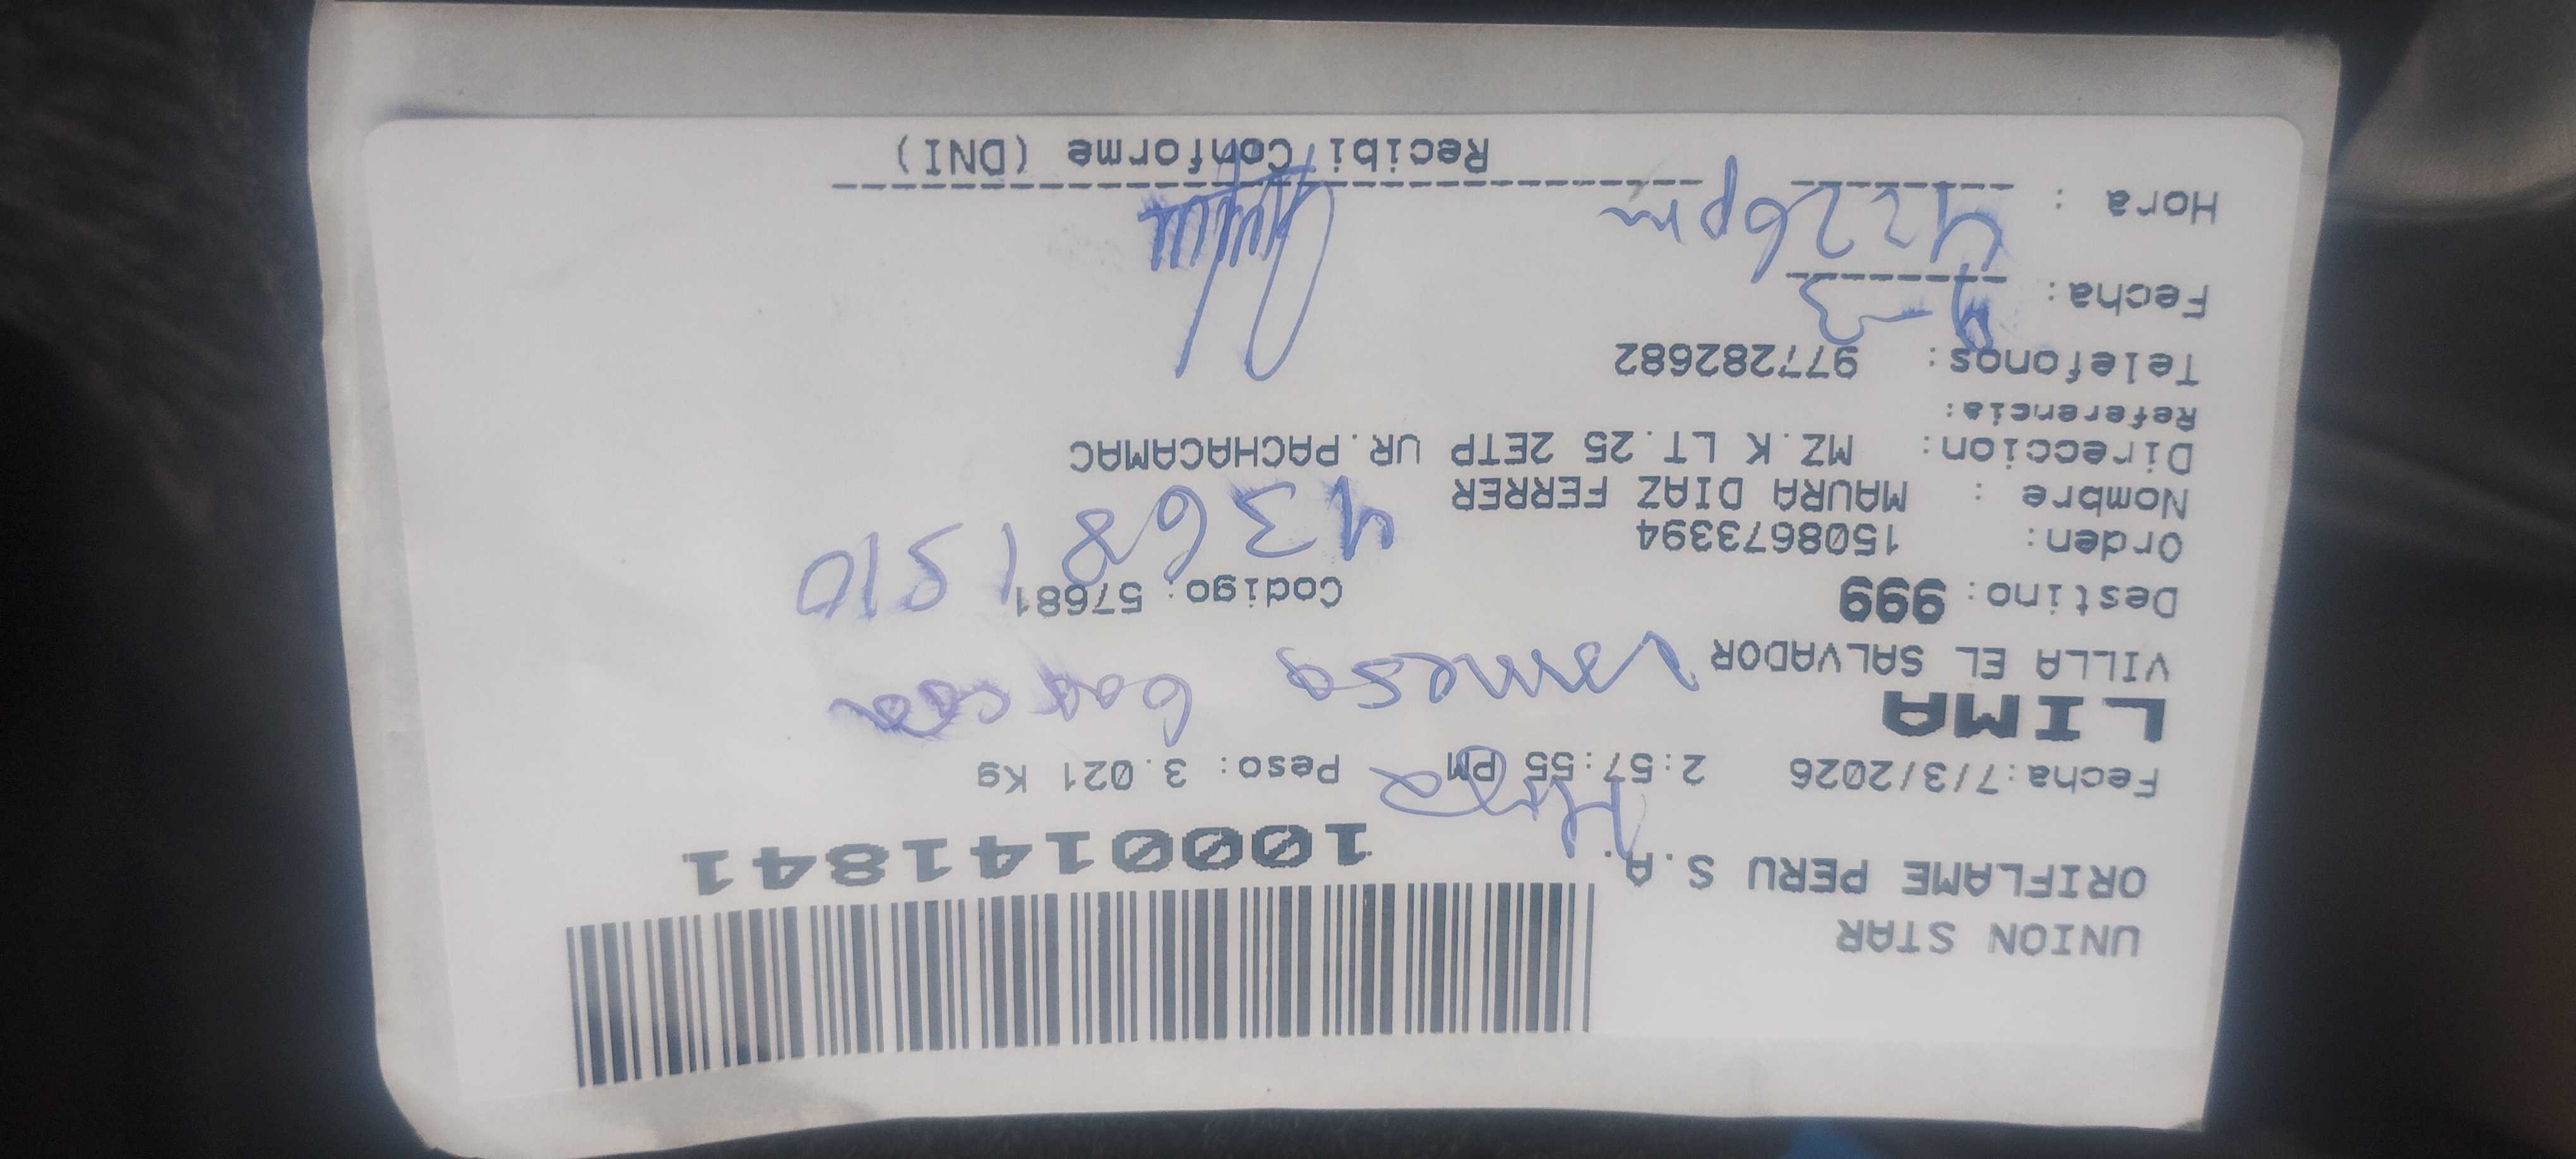 UNION STAR
ORIFLAME PERU S.A.
1000141841
Fecha:7/3/2026 2:57:55 PM Peso: 3.021 Kg
LIMA
VILLA EL SALVADOR
Vanessa
Destino: 999 Codigo: 57681
43681510
Orden: 1508673394
Nombre : MAURA DIAZ FERRER
Direccion: MZ.K LT.25 2ETP UR.PACHACAMAC
Referencia:
Telefonos: 977282682
Fecha:
Hora : 4:26pm
Recibi Conforme (DNI)